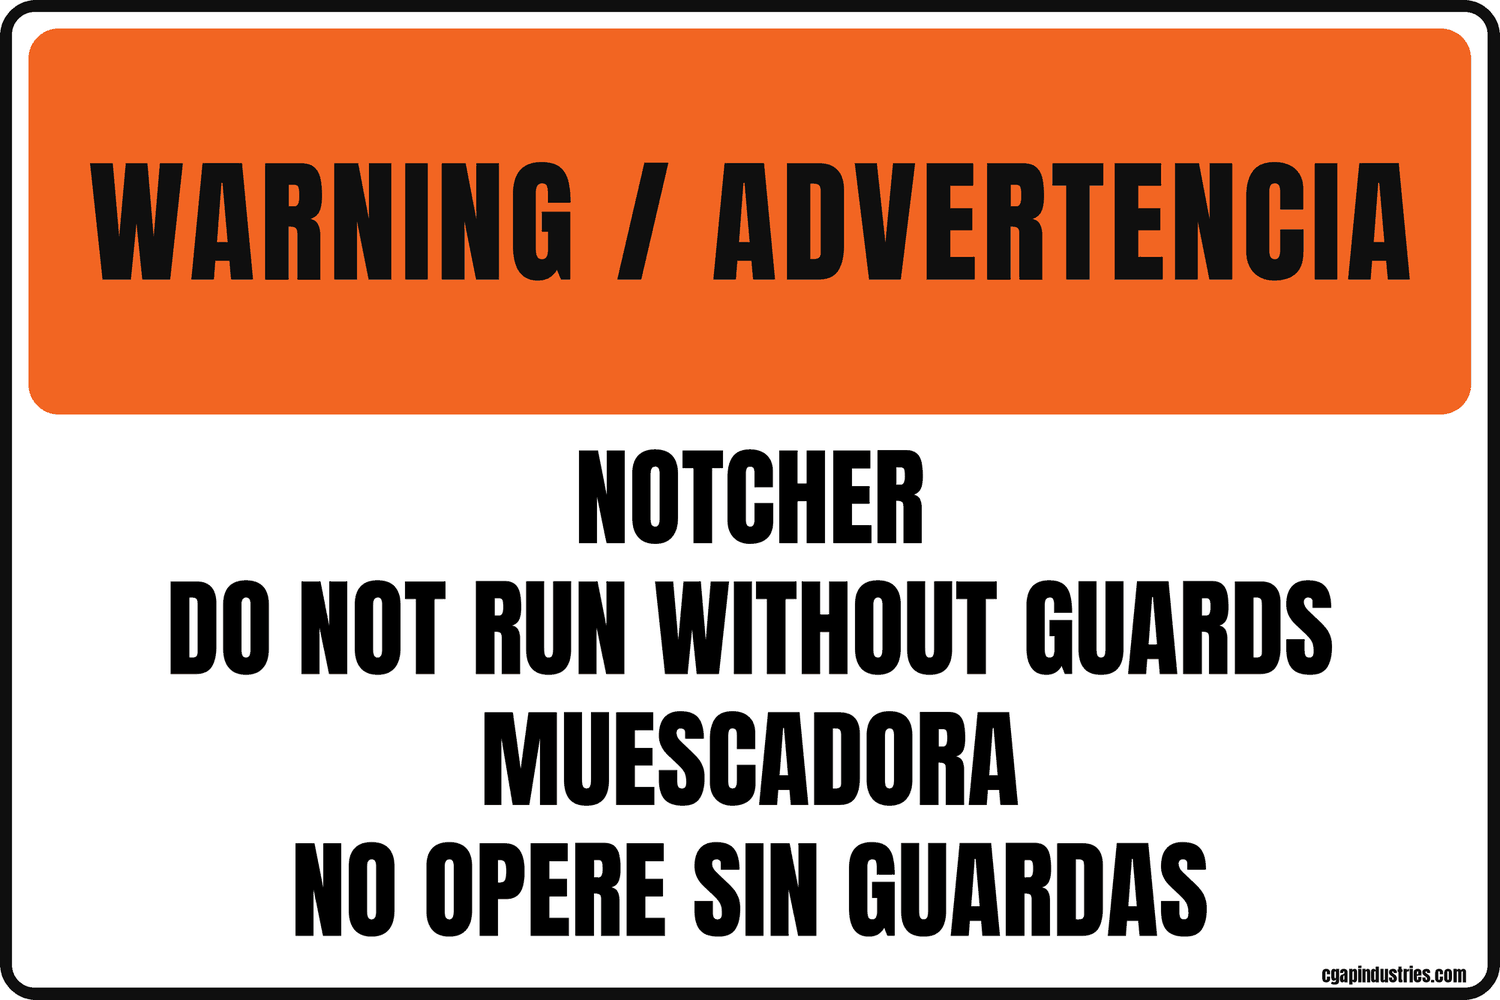 WARNING / ADVERTENCIA
NOTCHER
DO NOT RUN WITHOUT GUARDS
MUESCADORA
NO OPERE SIN GUARDAS
cgapindustries.com